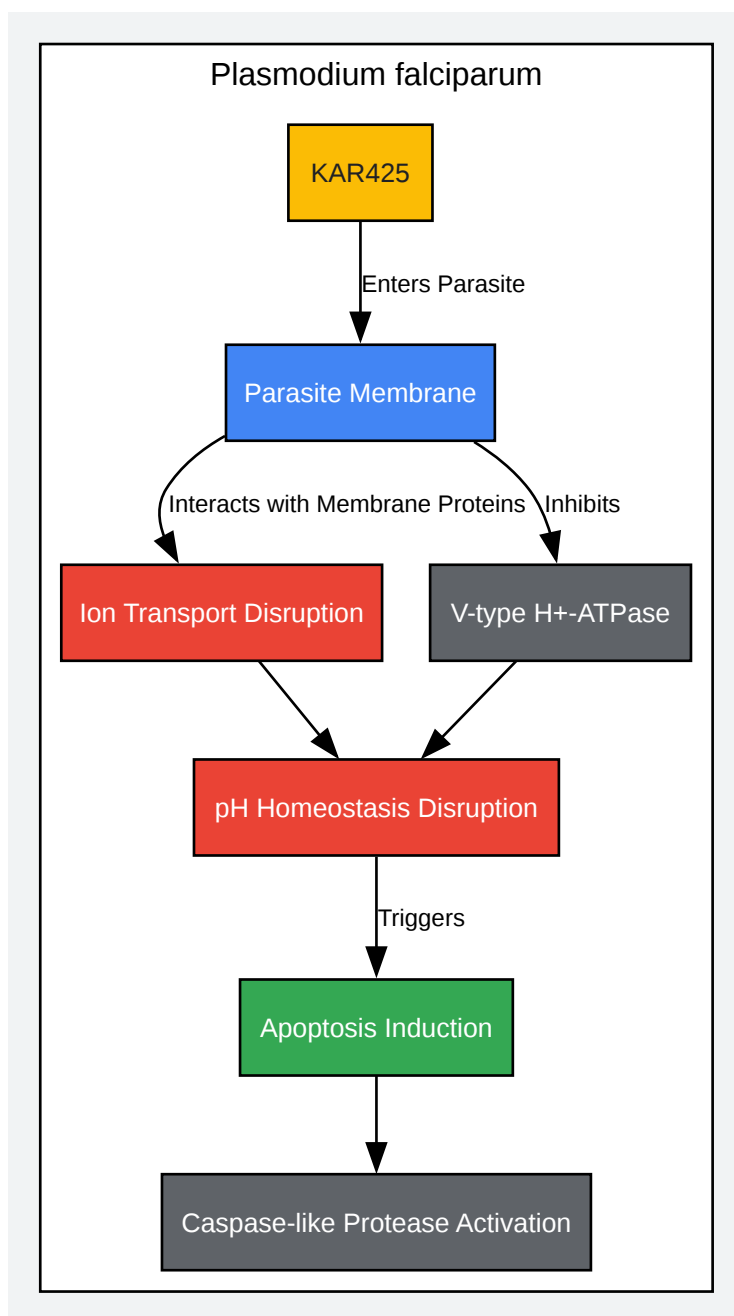 Plasmodium falciparum
KAR425
Enters Parasite
Parasite Membrane
Interacts with Membrane Proteins
Inhibits
Ion Transport Disruption
V-type H+-ATPase
pH Homeostasis Disruption
Triggers
Apoptosis Induction
Caspase-like Protease Activation